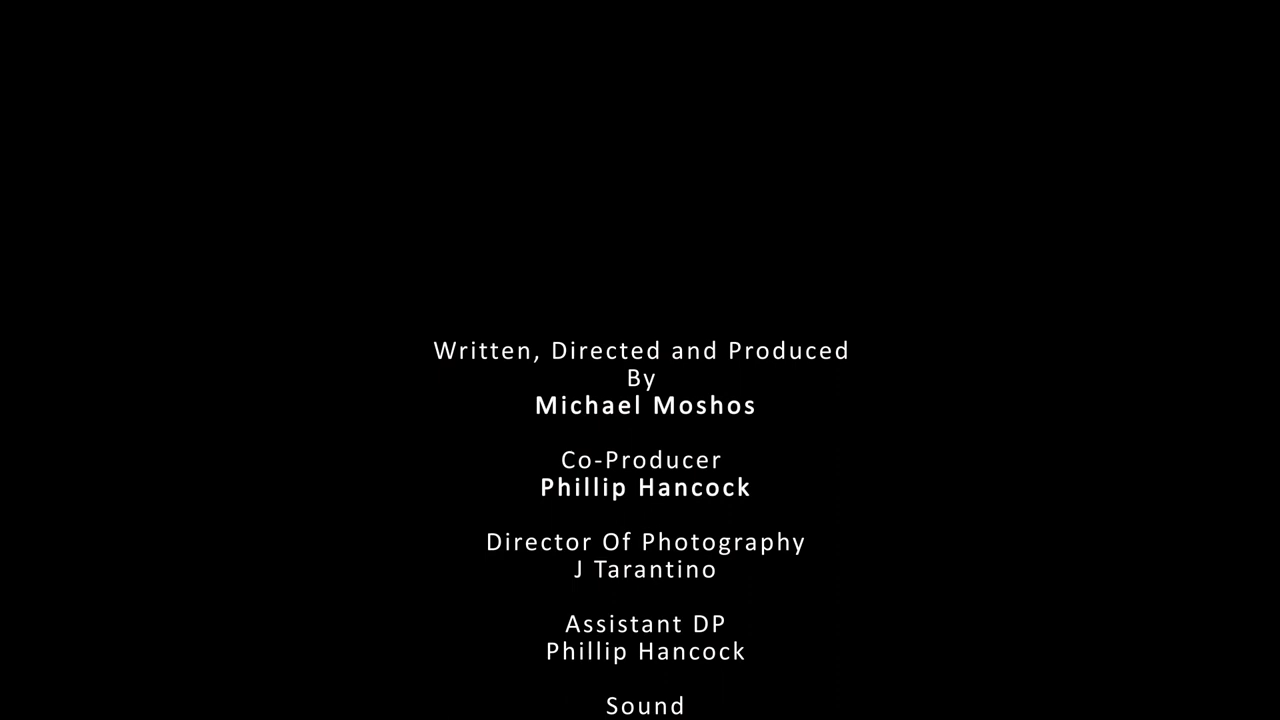 Written, Directed and Produced
By
Michael Moshos
Co-Producer
Phillip Hancock
Director Of Photography
J Tarantino
Assistant DP
Phillip Hancock
Sound